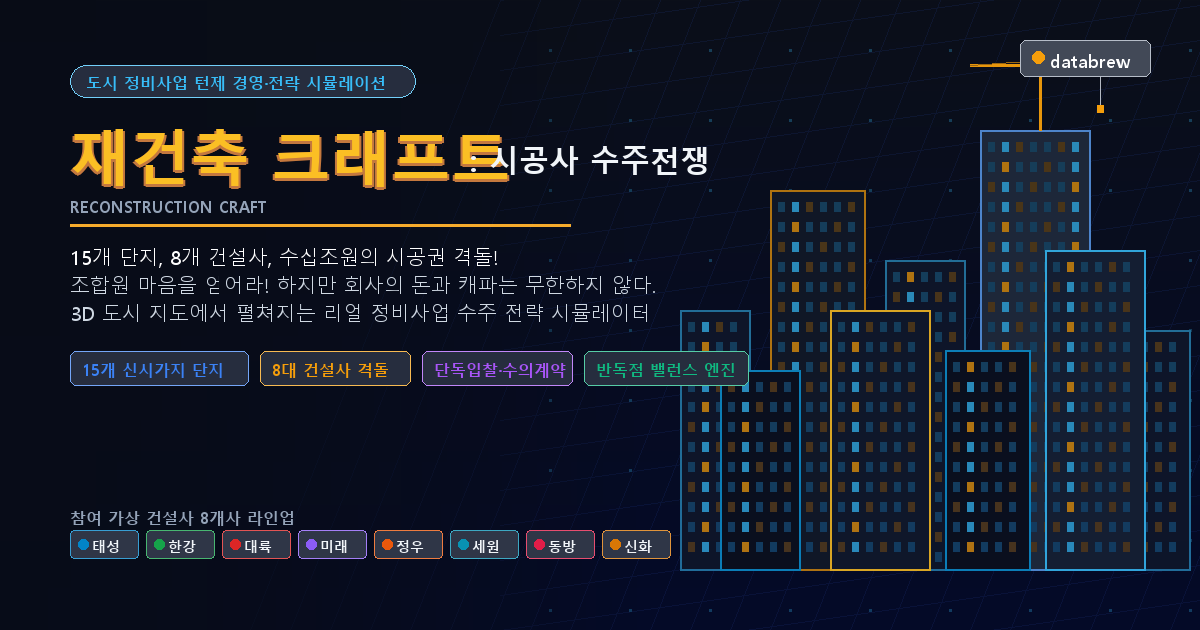 databrew
도시 정비사업 턴제 경영·전략 시뮬레이션
재건축 크래프트 : 시공사 수주전쟁
RECONSTRUCTION CRAFT
15개 단지, 8개 건설사, 수십조원의 시공권 격돌!
조합원 마음을 얻어라! 하지만 회사의 돈과 캐파는 무한하지 않다.
3D 도시 지도에서 펼쳐지는 리얼 정비사업 수주 전략 시뮬레이터
15개 신시가지 단지 8대 건설사 격돌 단독입찰·수의계약 반독점 밸런스 엔진
참여 가상 건설사 8개사 라인업
태성 한강 대륙 미래 정우 세원 동방 신화